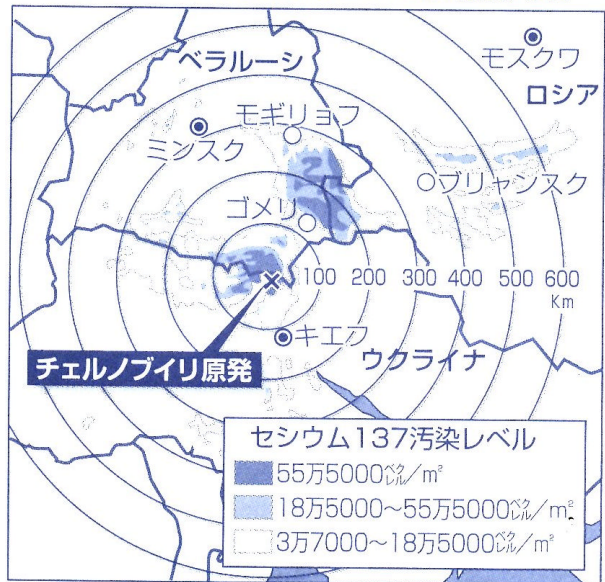 モスクワ
ベラルーシ
ロシア
モギリョフ
ミンスク
ブリャンスク
ゴメリ
100 200 300 400 500 600
Km
キエフ
ウクライナ
チェルノブイリ原発
セシウム137汚染レベル
55万5000ベクレル/m²
18万5000〜55万5000ベクレル/m²
3万7000〜18万5000ベクレル/m²